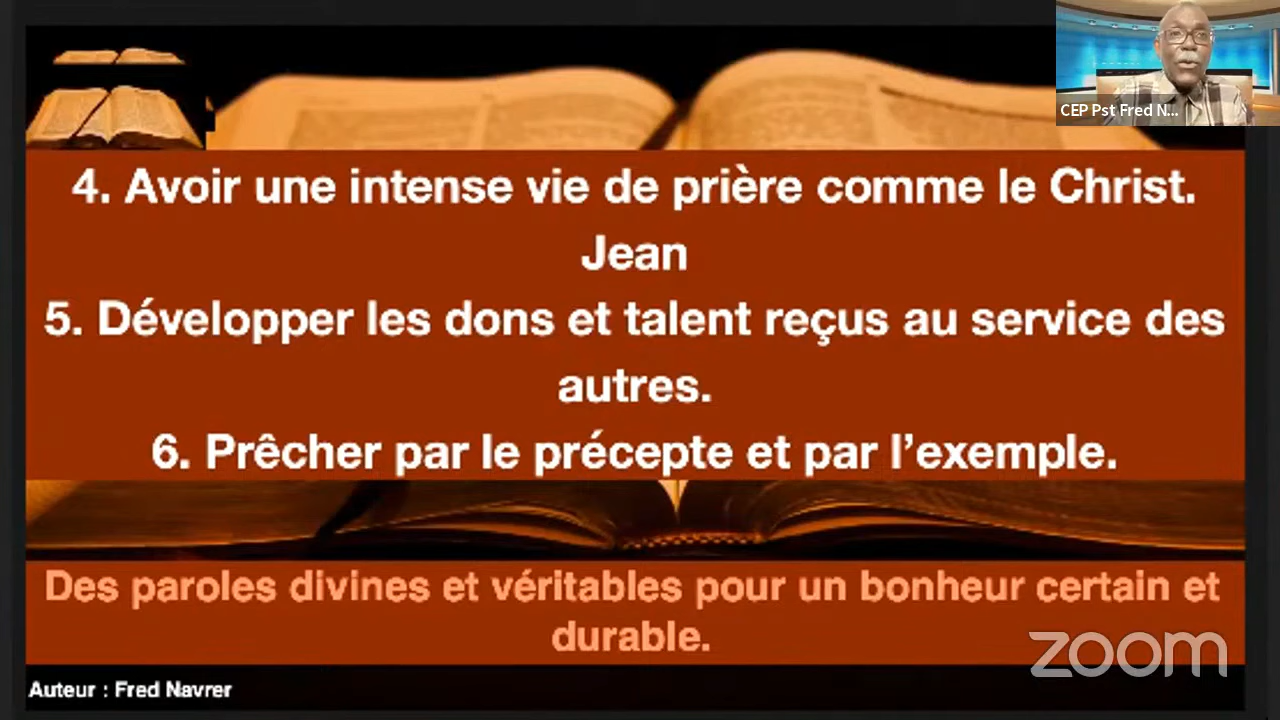 CEP Pst Fred N...
4. Avoir une intense vie de prière comme le Christ.
Jean
5. Développer les dons et talent reçus au service des
autres.
6. Prêcher par le précepte et par l’exemple.
Des paroles divines et véritables pour un bonheur certain et
durable.
zoom
Auteur : Fred Navrer